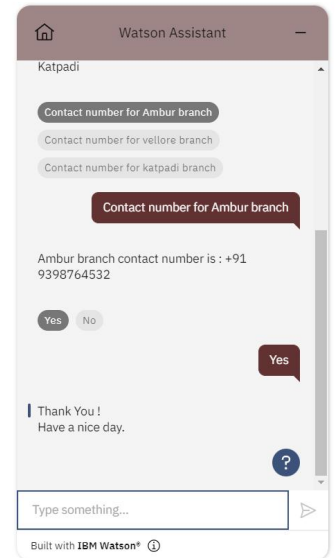 Watson Assistant
Katpadi
Contact number for Ambur branch
Contact number for vellore branch
Contact number for katpadi branch
Contact number for Ambur branch
Ambur branch contact number is : +91
9398764532
Yes No
Yes
Thank You !
Have a nice day.
?
Type something...
Built with IBM Watson®